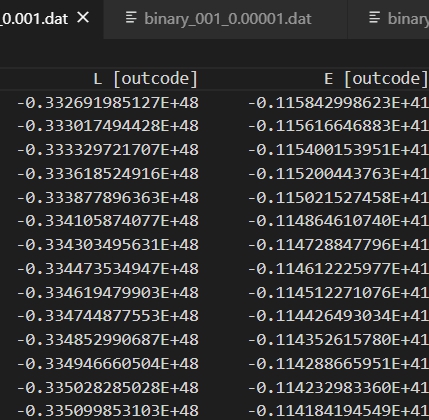 _0.001.dat binary_001_0.00001.dat binary
L [outcode] E [outcode]
-0.332691985127E+48 -0.115842998623E+41
-0.333017494428E+48 -0.115616646883E+41
-0.333329721707E+48 -0.115400153951E+41
-0.333618524916E+48 -0.115200443763E+41
-0.333877896363E+48 -0.115021527458E+41
-0.334105874077E+48 -0.114864610740E+41
-0.334303495631E+48 -0.114728847796E+41
-0.334473534947E+48 -0.114612225977E+41
-0.334619479903E+48 -0.114512271076E+41
-0.334744877553E+48 -0.114426493034E+41
-0.334852990687E+48 -0.114352615780E+41
-0.334946660504E+48 -0.114288665951E+41
-0.335028285028E+48 -0.114232983360E+41
-0.335099853103E+48 -0.114184194549E+41